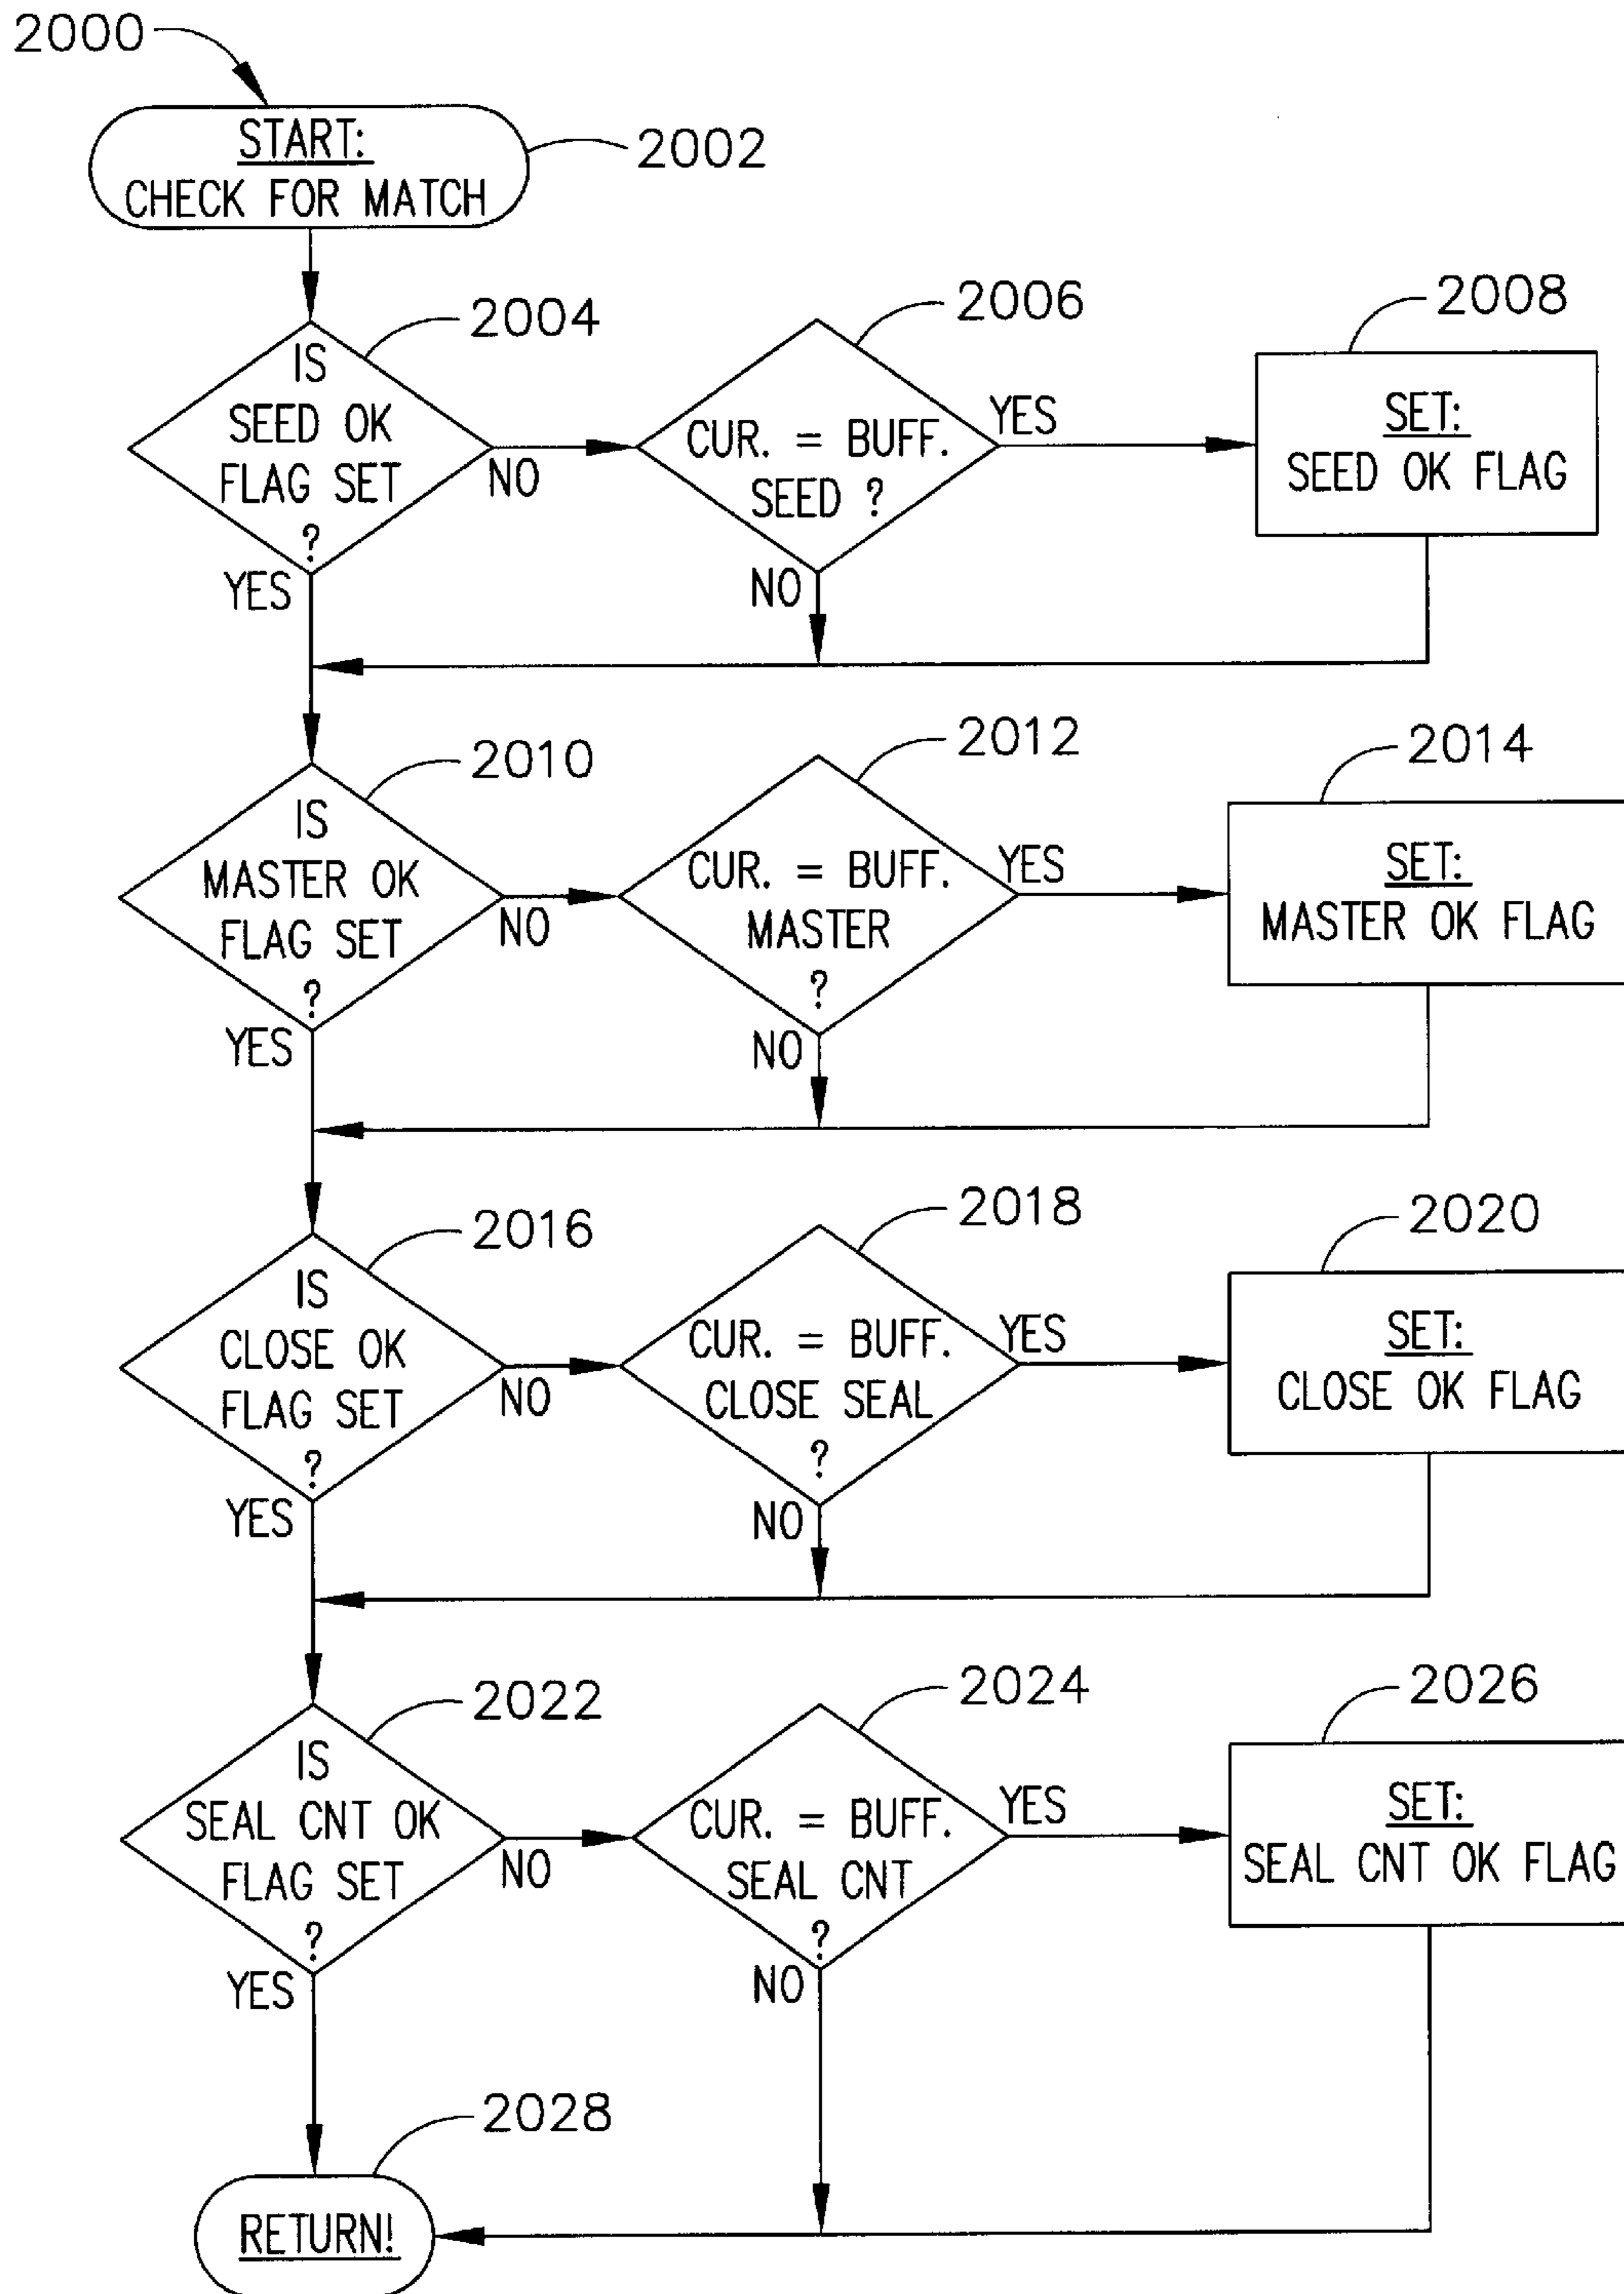 2000
START:
CHECK FOR MATCH
2002
2004
IS
SEED OK
FLAG SET
?
NO
YES
2006
CUR. = BUFF.
SEED ?
YES
NO
2008
SET:
SEED OK FLAG
2010
IS
MASTER OK
FLAG SET
?
NO
YES
2012
CUR. = BUFF.
MASTER
?
YES
NO
2014
SET:
MASTER OK FLAG
2016
IS
CLOSE OK
FLAG SET
?
NO
YES
2018
CUR. = BUFF.
CLOSE SEAL
?
YES
NO
2020
SET:
CLOSE OK FLAG
2022
IS
SEAL CNT OK
FLAG SET
?
NO
YES
2024
CUR. = BUFF.
SEAL CNT
?
YES
NO
2026
SET:
SEAL CNT OK FLAG
2028
RETURN!